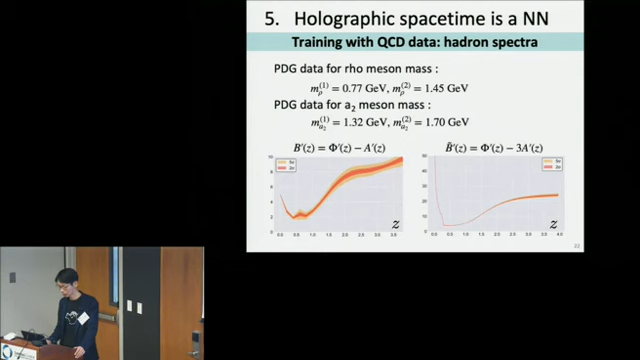 5. Holographic spacetime is a NN
Training with QCD data: hadron spectra
PDG data for rho meson mass :
m_ρ^(1) = 0.77 GeV, m_ρ^(2) = 1.45 GeV
PDG data for a₂ meson mass :
m_a₂^(1) = 1.32 GeV, m_a₂^(2) = 1.70 GeV
B′(z) = Φ′(z) − A′(z)
B̃′(z) = Φ′(z) − 3A′(z)
z
z
22